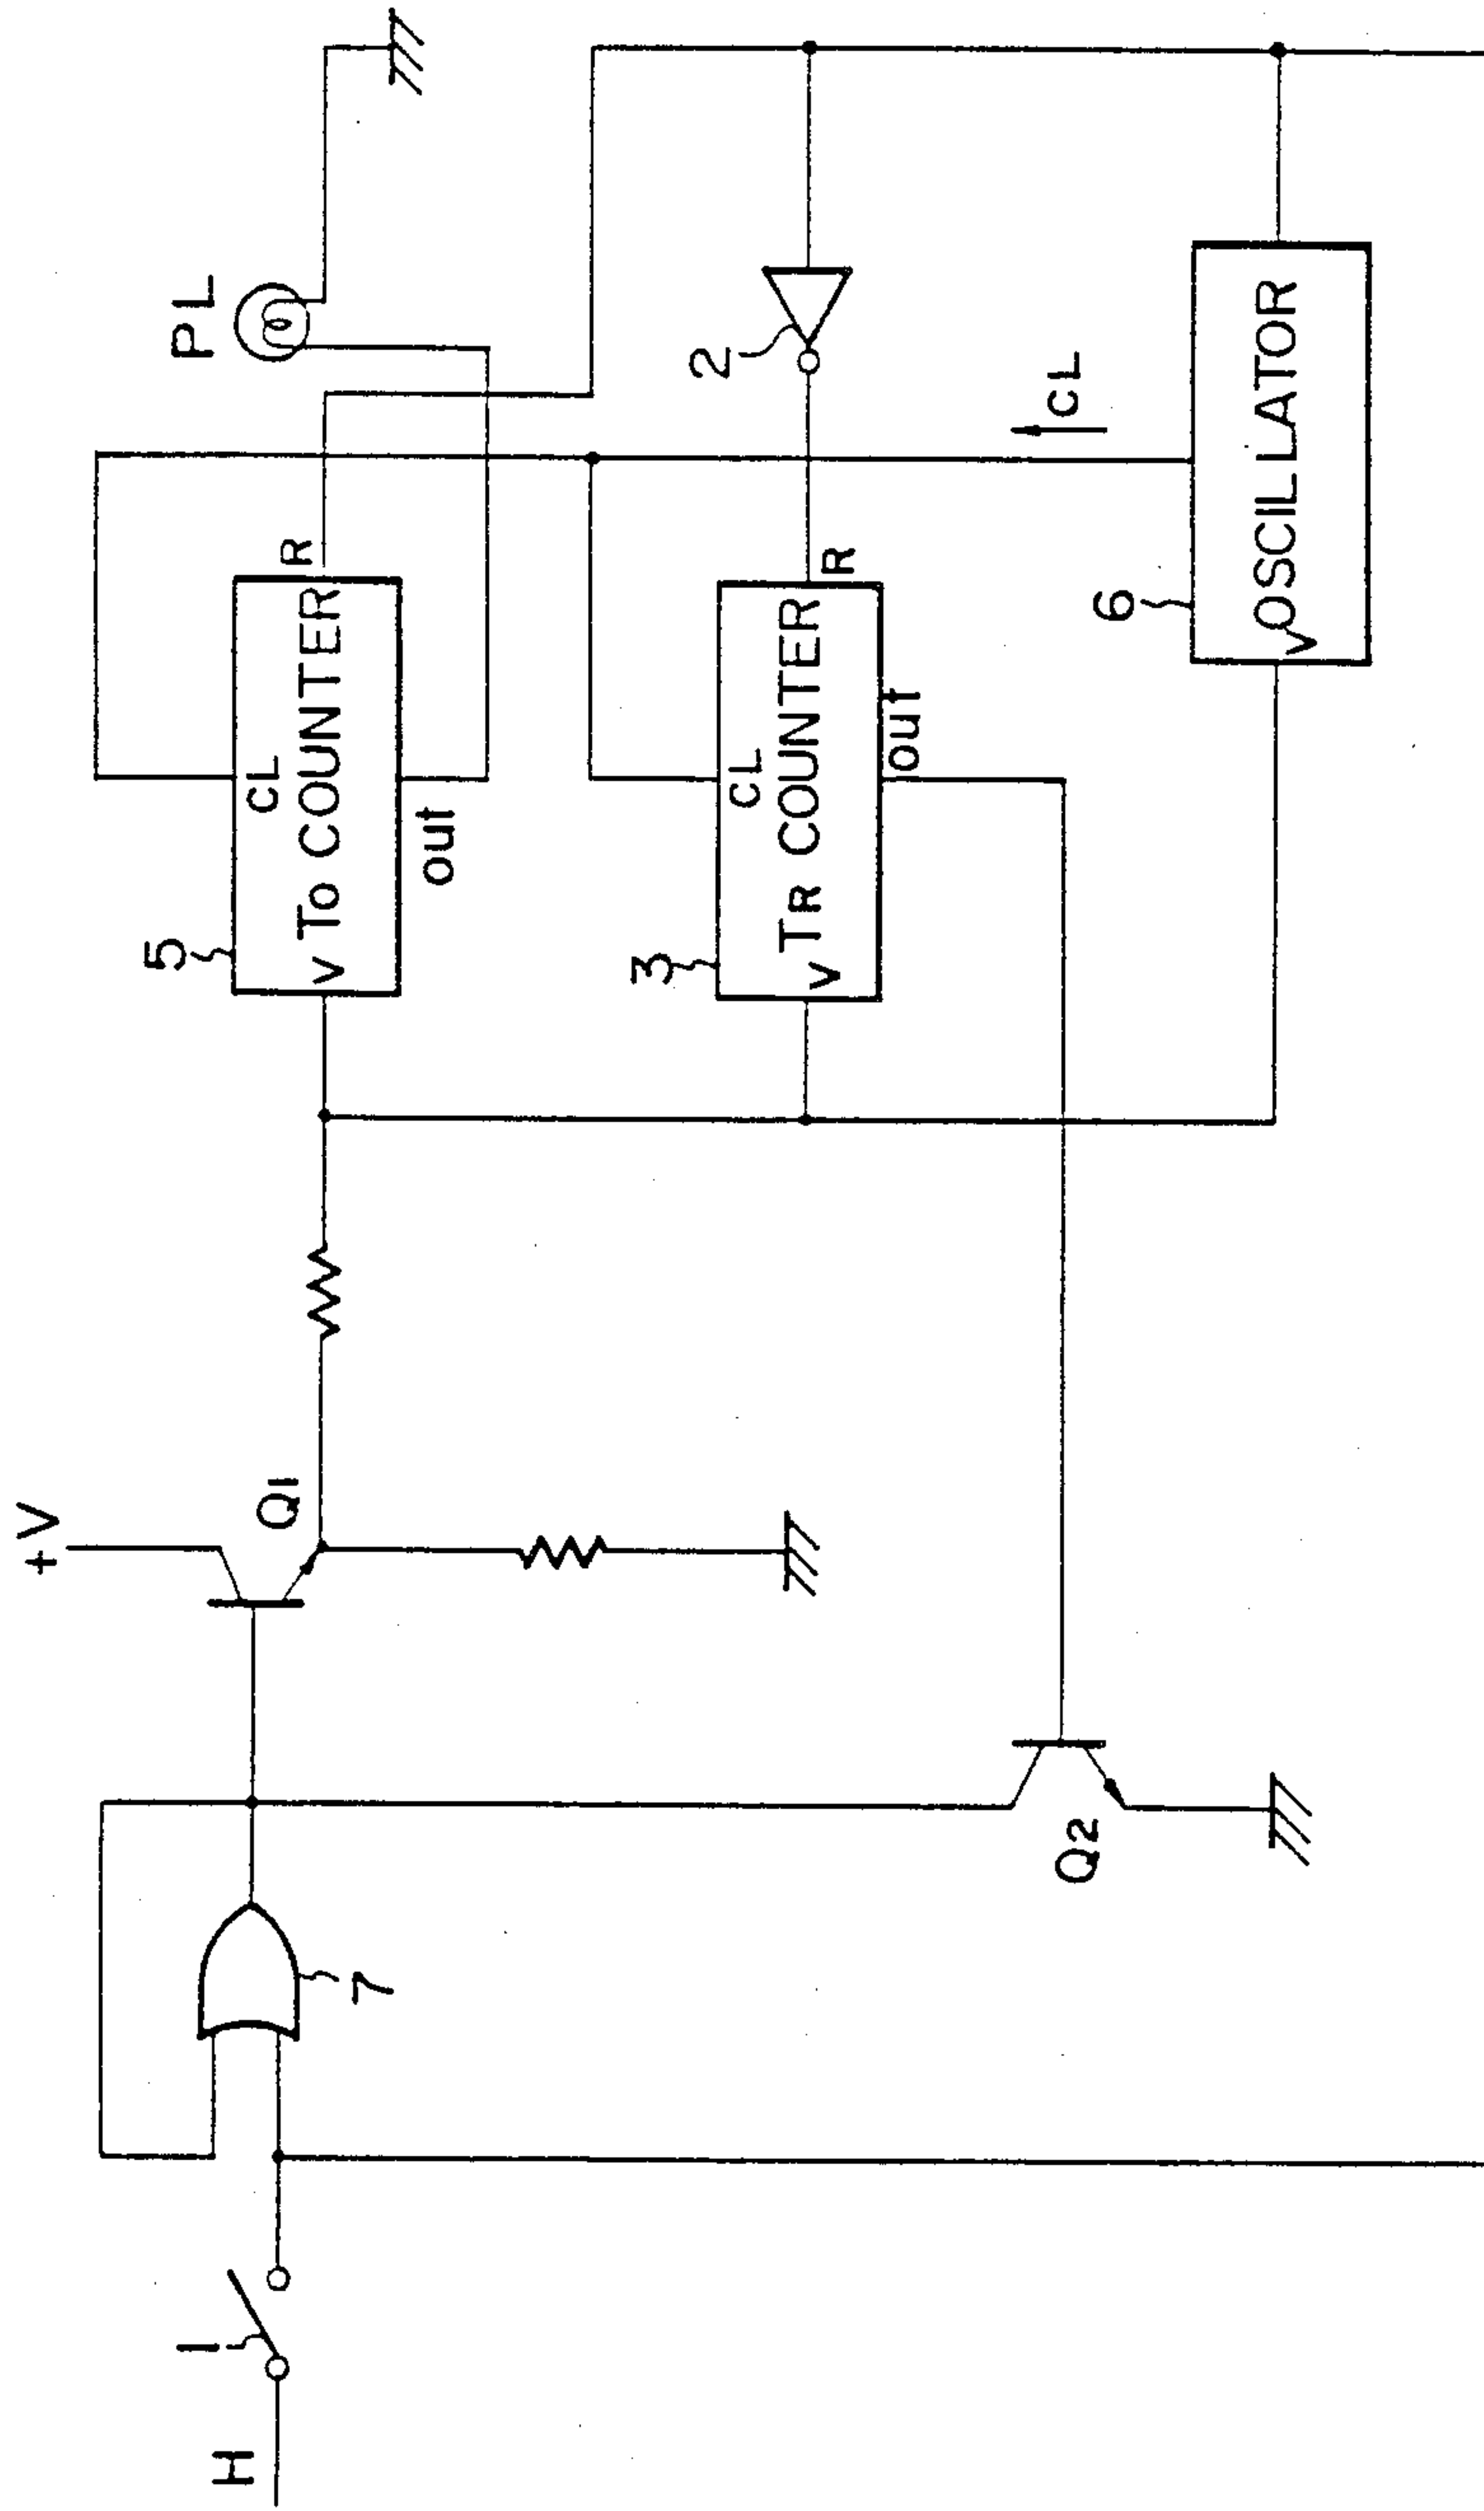 H
1
7
+V
Q1
Q2
5
V To COUNTER
CL
R
out
PL
3
V TR COUNTER
CL
R
out
2
CL
6
V OSCILLATOR